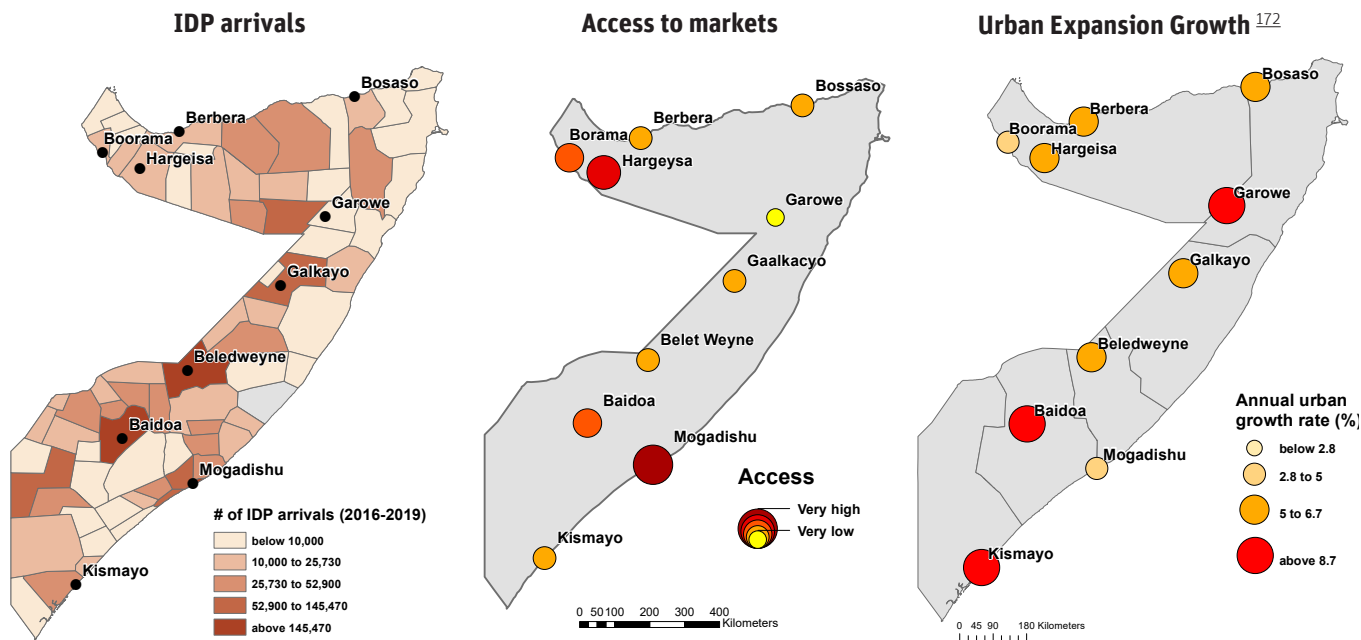 IDP arrivals
Bosaso
Berbera
Boorama
Hargeisa
Garowe
Galkayo
Beledweyne
Baidoa
Mogadishu
Kismayo
# of IDP arrivals (2016-2019)
below 10,000
10,000 to 25,730
25,730 to 52,900
52,900 to 145,470
above 145,470
Access to markets
Bossaso
Berbera
Borama
Hargeysa
Garowe
Gaalkacyo
Belet Weyne
Baidoa
Mogadishu
Kismayo
Access
Very high
Very low
0 50 100 200 300 400
Kilometers
Urban Expansion Growth 172
Bosaso
Berbera
Boorama
Hargeisa
Garowe
Galkayo
Beledweyne
Baidoa
Mogadishu
Kismayo
Annual urban
growth rate (%)
below 2.8
2.8 to 5
5 to 6.7
above 8.7
0 45 90 180 Kilometers